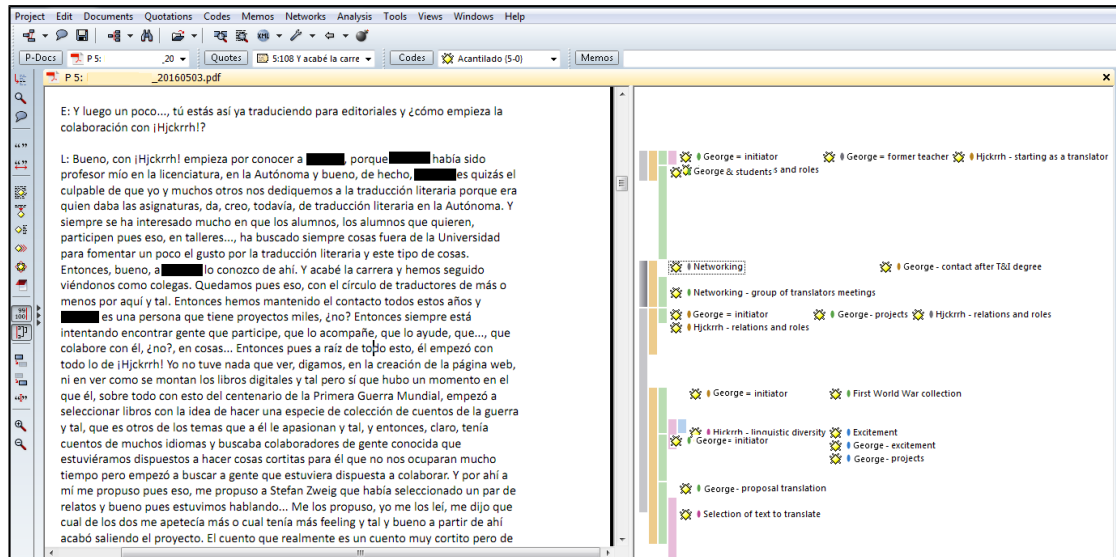 Project Edit Documents Quotations Codes Memos Networks Analysis Tools Views Windows Help
P-Docs P 5: _20 Quotes 5:108 Y acabé la carre Codes Acantilado (5-0) Memos
P 5: _20160503.pdf x
E: Y luego un poco..., tú estás así ya traduciendo para editoriales y ¿cómo empieza la
colaboración con ¡Hjckrrh!?
L: Bueno, con ¡Hjckrrh! empieza por conocer a , porque había sido
profesor mío en la licenciatura, en la Autónoma y bueno, de hecho, es quizás el
culpable de que yo y muchos otros nos dediquemos a la traducción literaria porque era
quien daba las asignaturas, da, creo, todavía, de traducción literaria en la Autónoma. Y
siempre se ha interesado mucho en que los alumnos, los alumnos que quieren,
participen pues eso, en talleres..., ha buscado siempre cosas fuera de la Universidad
para fomentar un poco el gusto por la traducción literaria y este tipo de cosas.
Entonces, bueno, a lo conozco de ahí. Y acabé la carrera y hemos seguido
viéndonos como colegas. Quedamos pues eso, con el círculo de traductores de más o
menos por aquí y tal. Entonces hemos mantenido el contacto todos estos años y
es una persona que tiene proyectos miles, ¿no? Entonces siempre está
intentando encontrar gente que participe, que lo acompañe, que lo ayude, que..., que
colabore con él, ¿no?, en cosas... Entonces pues a raíz de todo esto, él empezó con
todo lo de ¡Hjckrrh! Yo no tuve nada que ver, digamos, en la creación de la página web,
ni en ver como se montan los libros digitales y tal pero sí que hubo un momento en el
que él, sobre todo con esto del centenario de la Primera Guerra Mundial, empezó a
seleccionar libros con la idea de hacer una especie de colección de cuentos de la guerra
y tal, que es otros de los temas que a él le apasionan y tal, y entonces, claro, tenía
cuentos de muchos idiomas y buscaba colaboradores de gente conocida que
estuviéramos dispuestos a hacer cosas cortitas para él que no nos ocuparan mucho
tiempo pero empezó a buscar a gente que estuviera dispuesta a colaborar. Y por ahí a
mí me propuso pues eso, me propuso a Stefan Zweig que había seleccionado un par de
relatos y bueno pues estuvimos hablando... Me los propuso, yo me los leí, me dijo que
cual de los dos me apetecía más o cual tenía más feeling y tal y bueno a partir de ahí
acabó saliendo el proyecto. El cuento que realmente es un cuento muy cortito pero de
George = initiator George = former teacher Hjckrrh - starting as a translator
George & students s and roles
Networking George - contact after T&I degree
Networking - group of translators meetings
George = initiator George - projects Hjckrrh - relations and roles
Hjckrrh - relations and roles
George = initiator First World War collection
Hjckrrh - linguistic diversity Excitement
George = initiator George - excitement
George - projects
George - proposal translation
Selection of text to translate